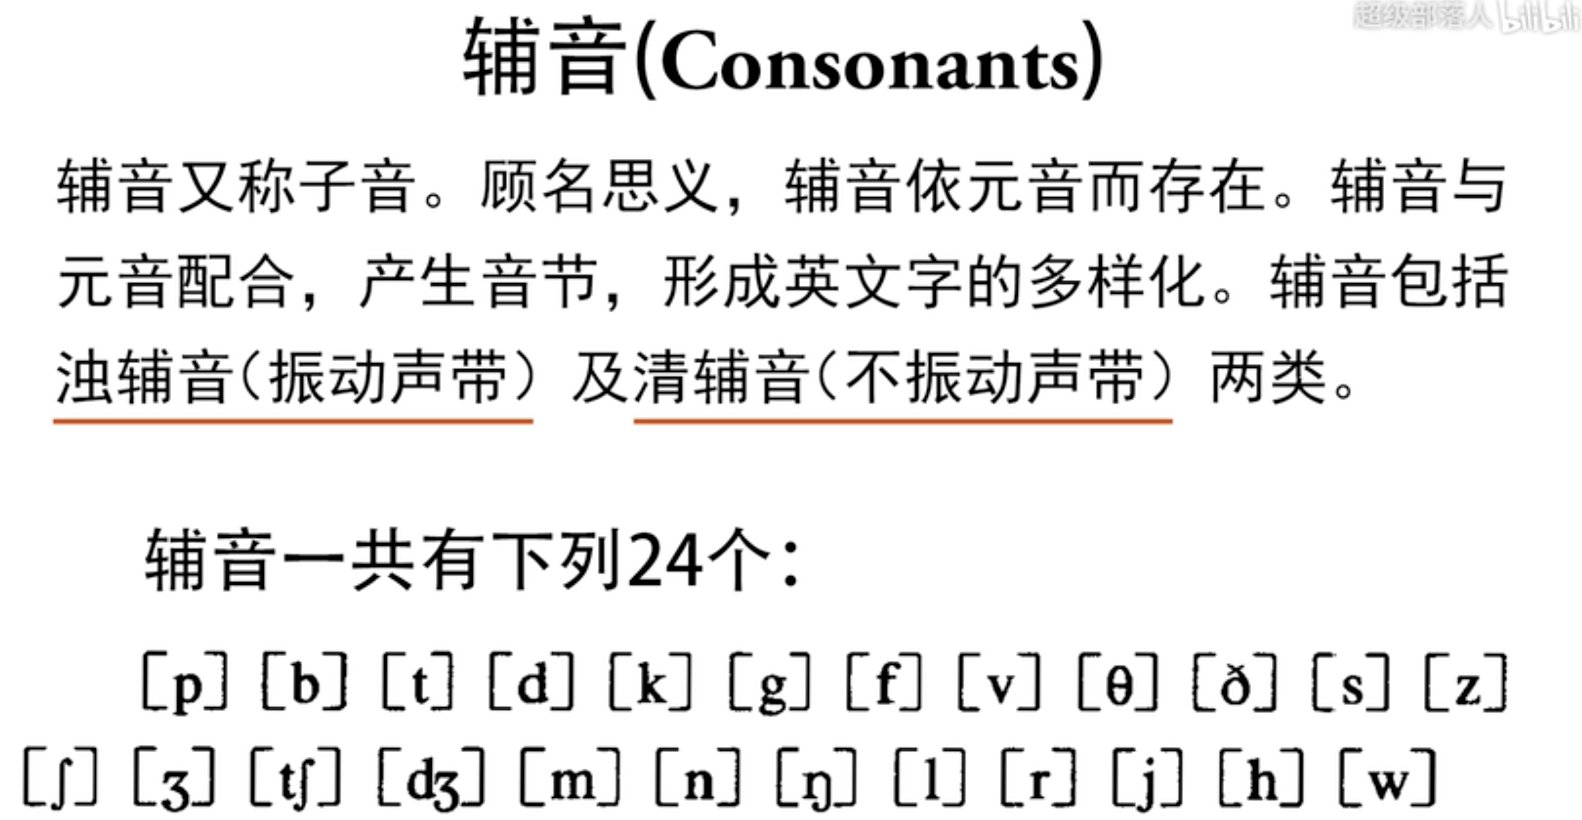 超级部落人 bilibili
辅音(Consonants)
辅音又称子音。顾名思义，辅音依元音而存在。辅音与
元音配合，产生音节，形成英文字的多样化。辅音包括
浊辅音(振动声带) 及清辅音(不振动声带) 两类。
辅音一共有下列24个：
[p] [b] [t] [d] [k] [g] [f] [v] [θ] [ð] [s] [z]
[ʃ] [ʒ] [tʃ] [dʒ] [m] [n] [ŋ] [l] [r] [j] [h] [w]